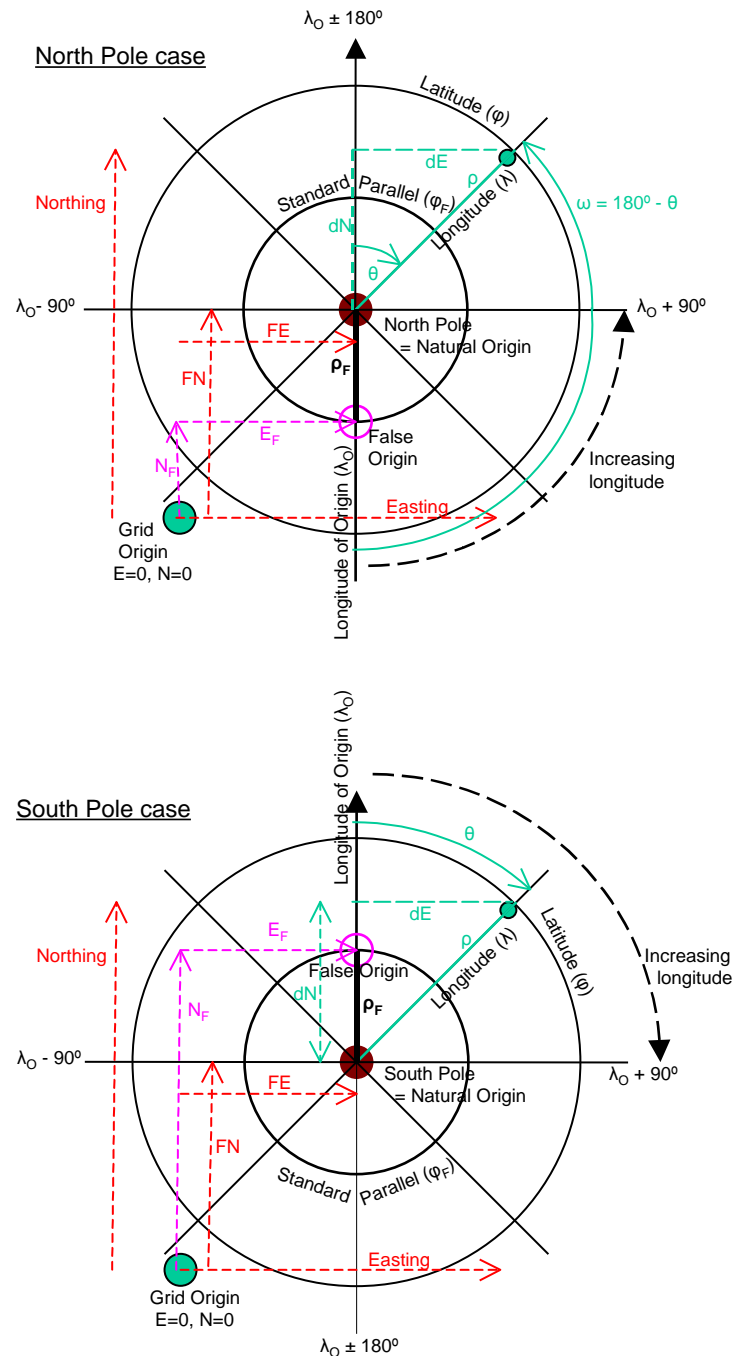 λO ± 180º
North Pole case
Latitude (φ)
dE
ρ
Standard Parallel (φF)
Northing
dN
Longitude (λ)
ω = 180º - θ
θ
λO - 90º
λO + 90º
North Pole
= Natural Origin
FE
ρF
FN
EF
False
Origin
NF
Increasing
longitude
Easting
Grid
Origin
E=0, N=0
Longitude of Origin (λO)
Longitude of Origin (λO)
South Pole case
θ
dE
Latitude (φ)
EF
ρ
Northing
Increasing
longitude
False Origin
Longitude (λ)
dN
NF
ρF
λO - 90º
λO + 90º
South Pole
= Natural Origin
FE
FN
Standard Parallel (φF)
Easting
Grid Origin
E=0, N=0
λO ± 180º